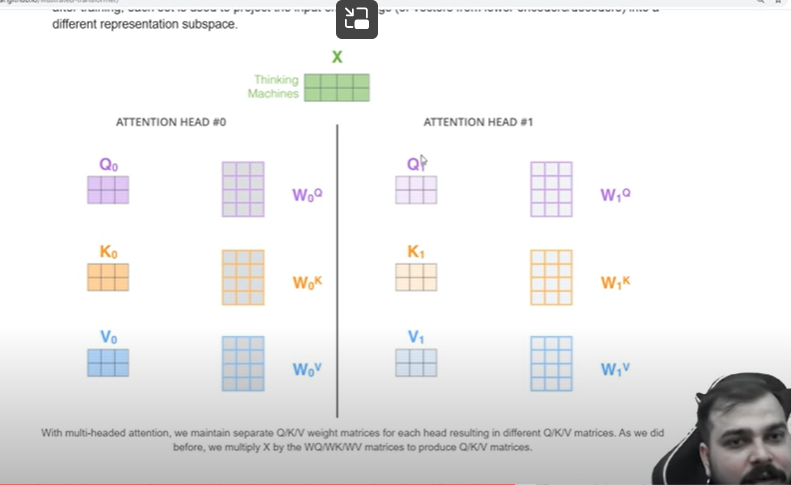 different representation subspace.
X
Thinking
Machines
ATTENTION HEAD #0
ATTENTION HEAD #1
Q₀
W₀Q
Q₁
W₁Q
K₀
W₀K
K₁
W₁K
V₀
W₀V
V₁
W₁V
With multi-headed attention, we maintain separate Q/K/V weight matrices for each head resulting in different Q/K/V matrices. As we did
before, we multiply X by the WQ/WK/WV matrices to produce Q/K/V matrices.